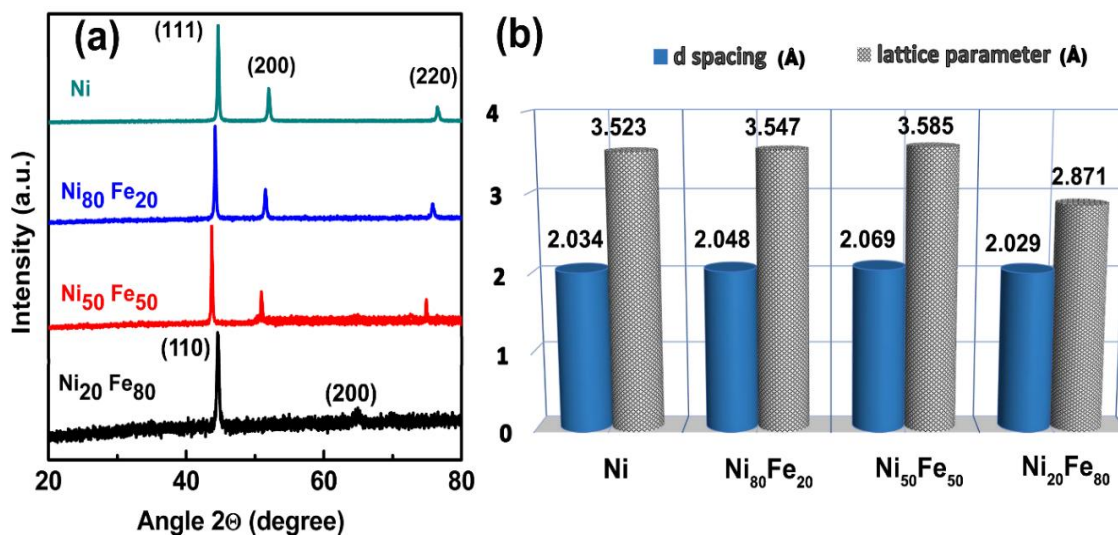 (a)
(111)
(200)
(220)
Ni
Ni80 Fe20
Ni50 Fe50
(110)
(200)
Ni20 Fe80
Intensity (a.u.)
20
40
60
80
Angle 2Θ (degree)
(b)
d spacing (Å)
lattice parameter (Å)
4
3
2
1
0
2.034
3.523
2.048
3.547
2.069
3.585
2.029
2.871
Ni
Ni80Fe20
Ni50Fe50
Ni20Fe80